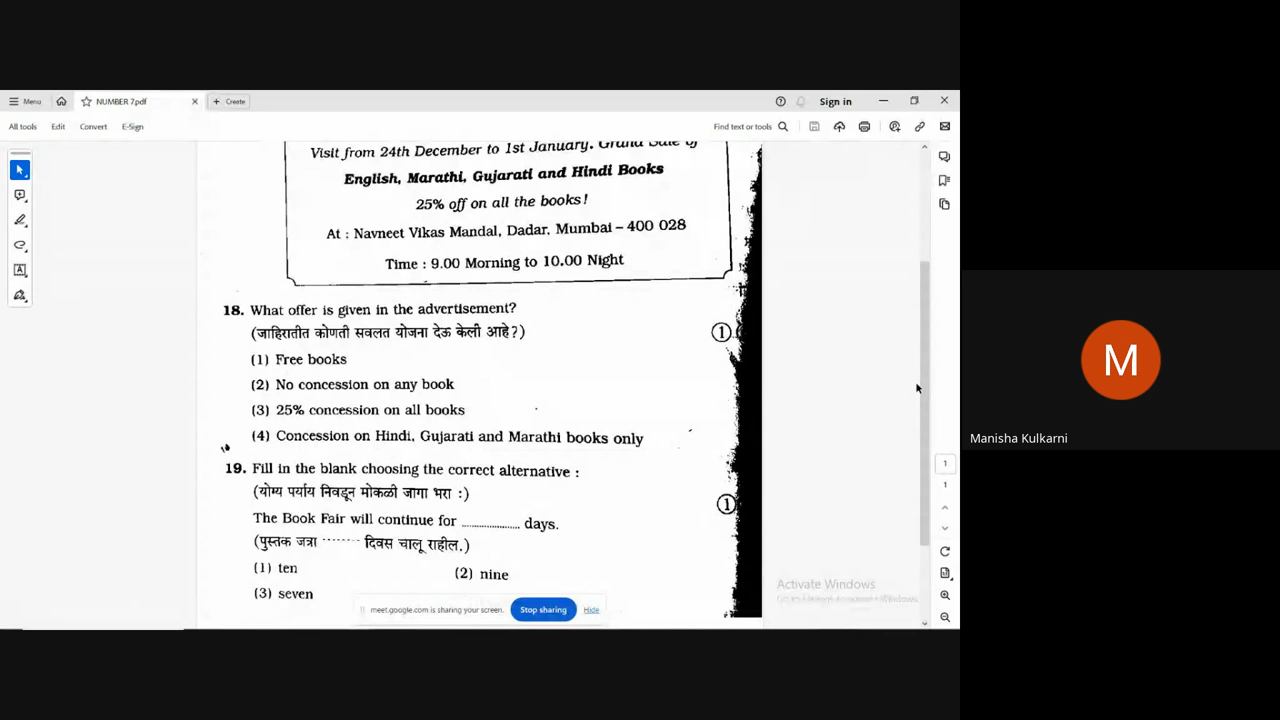 Menu
NUMBER 7.pdf
Create
Sign in
All tools
Edit
Convert
E-Sign
Find text or tools
Visit from 24th December to 1st January. Grand Sale of
English, Marathi, Gujarati and Hindi Books
25% off on all the books!
At : Navneet Vikas Mandal, Dadar, Mumbai – 400 028
Time : 9.00 Morning to 10.00 Night
18. What offer is given in the advertisement?
(जाहिरातीत कोणती सवलत योजना देऊ केली आहे?)
1
(1) Free books
(2) No concession on any book
(3) 25% concession on all books
(4) Concession on Hindi, Gujarati and Marathi books only
19. Fill in the blank choosing the correct alternative :
(योग्य पर्याय निवडून मोकळी जागा भरा :)
1
The Book Fair will continue for .................... days.
(पुस्तक जत्रा -------- दिवस चालू राहील.)
(1) ten
(2) nine
(3) seven
meet.google.com is sharing your screen.
Stop sharing
Hide
1
1
Activate Windows
Go to Settings to activate Windows.
M
Manisha Kulkarni